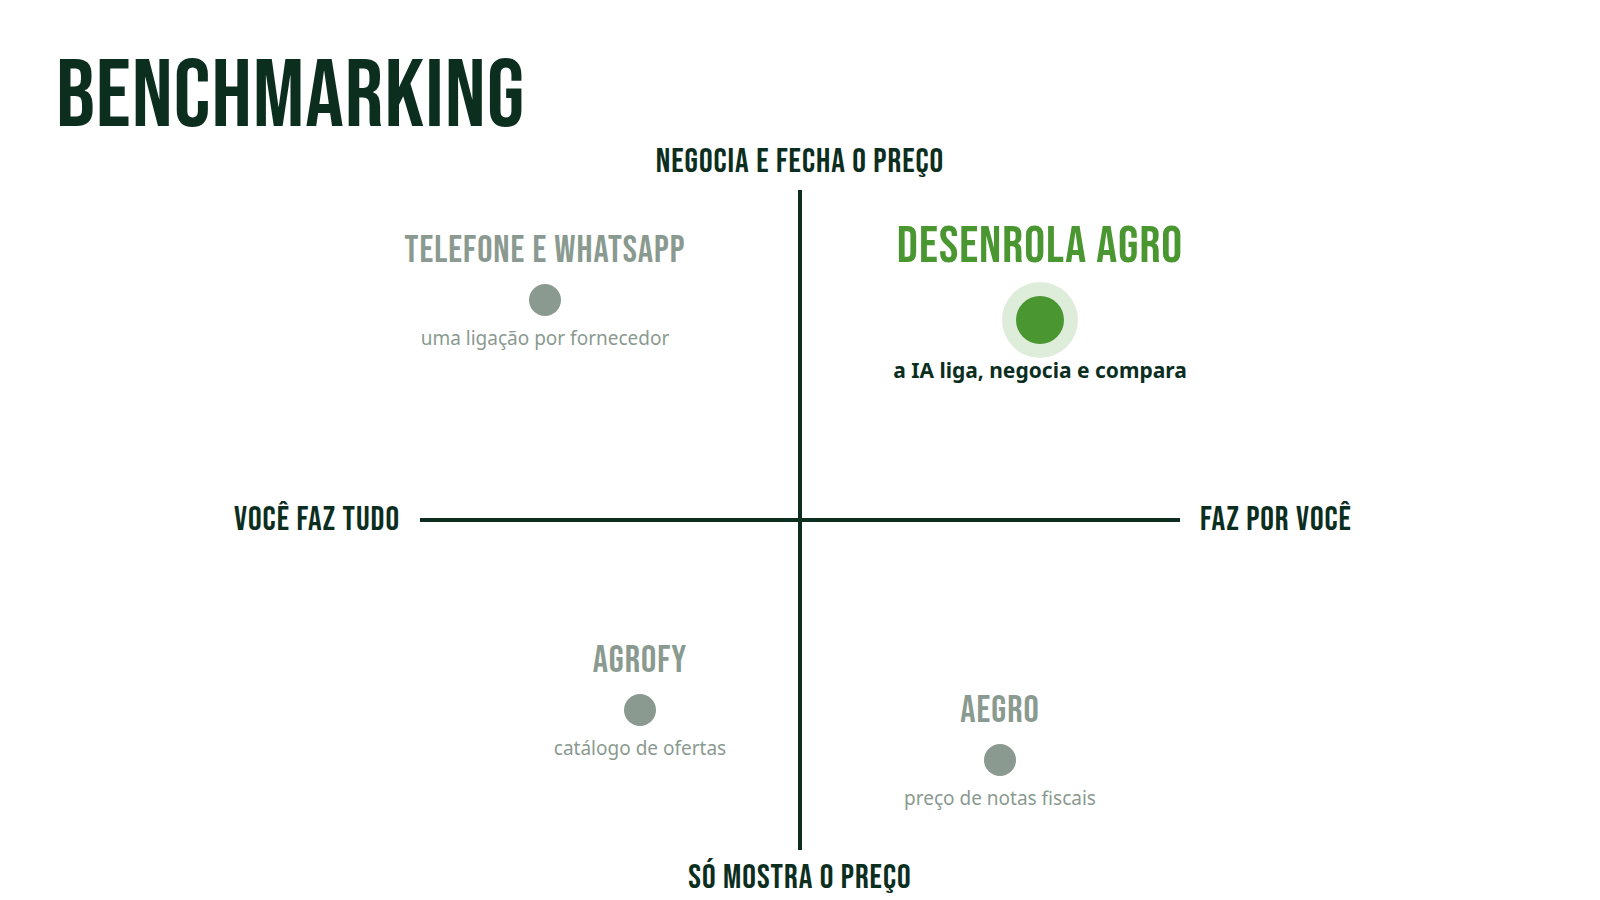 BENCHMARKING
NEGOCIA E FECHA O PREÇO
TELEFONE E WHATSAPP
uma ligação por fornecedor
DESENROLA AGRO
a IA liga, negocia e compara
VOCÊ FAZ TUDO
FAZ POR VOCÊ
AGROFY
catálogo de ofertas
AEGRO
preço de notas fiscais
SÓ MOSTRA O PREÇO